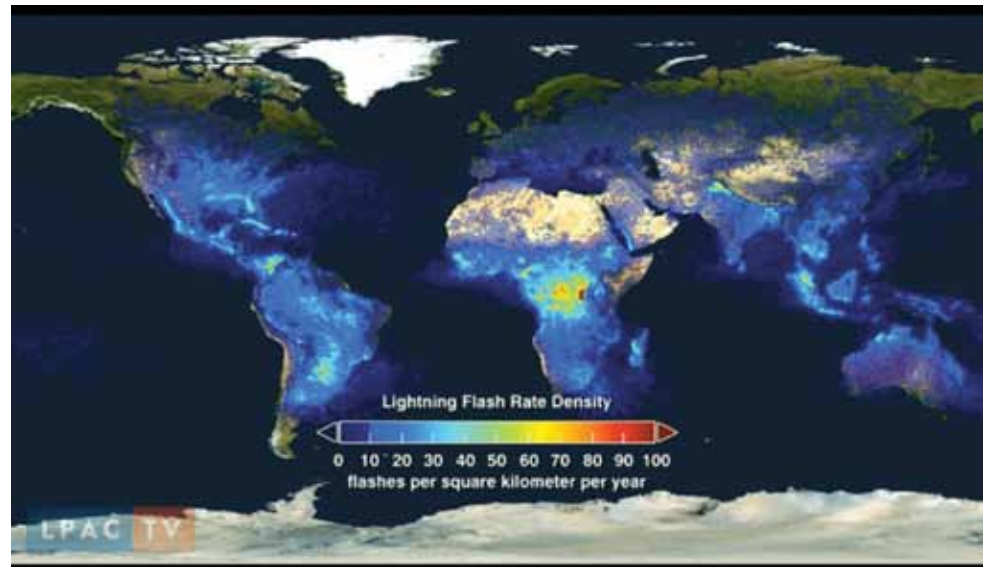 Lightning Flash Rate Density
0 10 20 30 40 50 60 70 80 90 100
flashes per square kilometer per year
LPAC TV